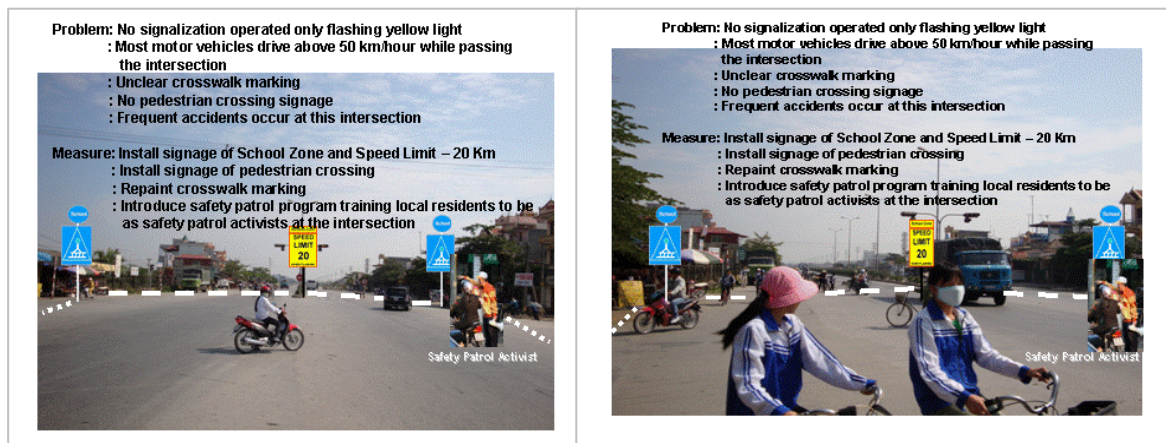 Problem: No signalization operated only flashing yellow light
: Most motor vehicles drive above 50 km/hour while passing
the intersection
: Unclear crosswalk marking
: No pedestrian crossing signage
: Frequent accidents occur at this intersection
Measure: Install signage of School Zone and Speed Limit – 20 Km
: Install signage of pedestrian crossing
: Repaint crosswalk marking
: Introduce safety patrol program training local residents to be
as safety patrol activists at the intersection
School
School
SPEED
LIMIT
20
Safety Patrol Activist
Problem: No signalization operated only flashing yellow light
: Most motor vehicles drive above 50 km/hour while passing
the intersection
: Unclear crosswalk marking
: No pedestrian crossing signage
: Frequent accidents occur at this intersection
Measure: Install signage of School Zone and Speed Limit – 20 Km
: Install signage of pedestrian crossing
: Repaint crosswalk marking
: Introduce safety patrol program training local residents to be
as safety patrol activists at the intersection
School
School
School Zone
SPEED
LIMIT
20
Safety Patrol Activist